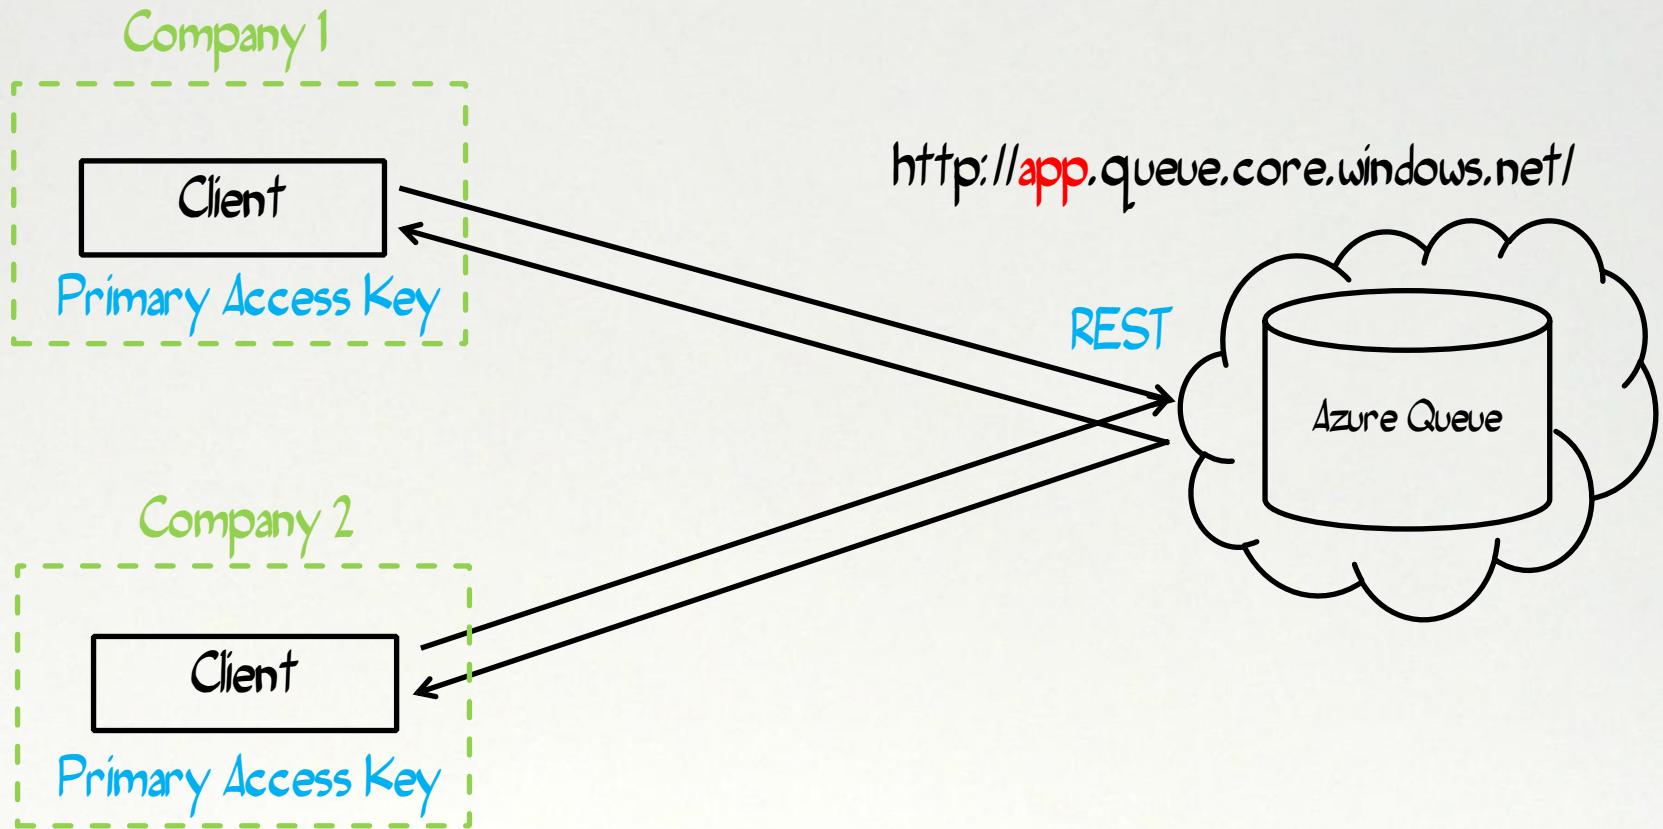 Company 1
Client
Primary Access Key
http://app.queue.core.windows.net/
REST
Azure Queue
Company 2
Client
Primary Access Key